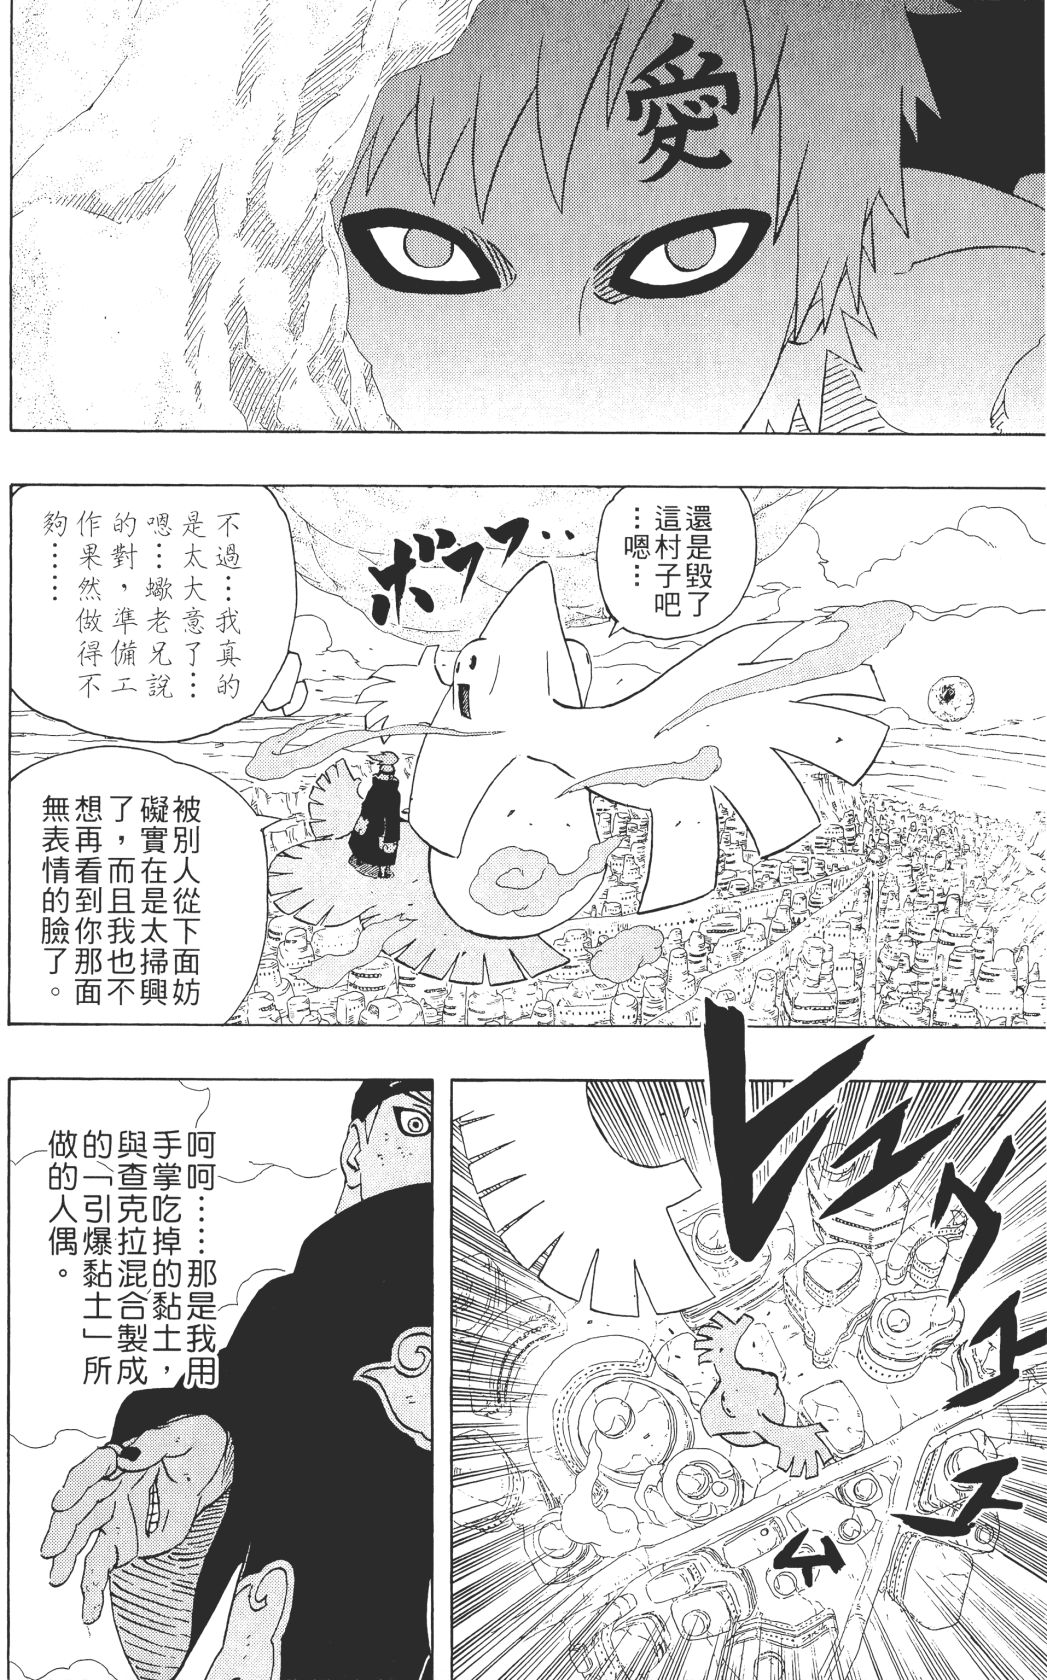 愛
還是毀了
這村子吧
…嗯…
ボフフ‥
不過…我真的
是太大意了…
嗯…蠍老兄說
的對，準備工
作果然做得不
夠……
被別人從下面妨
礙實在是太掃興
了，而且我也不
想再看到你那面
無表情的臉了。
ヒュュュェム
呵呵……那是我用
手掌吃掉的黏土，
與查克拉混合製成
的「引爆黏土」所
做的人偶。